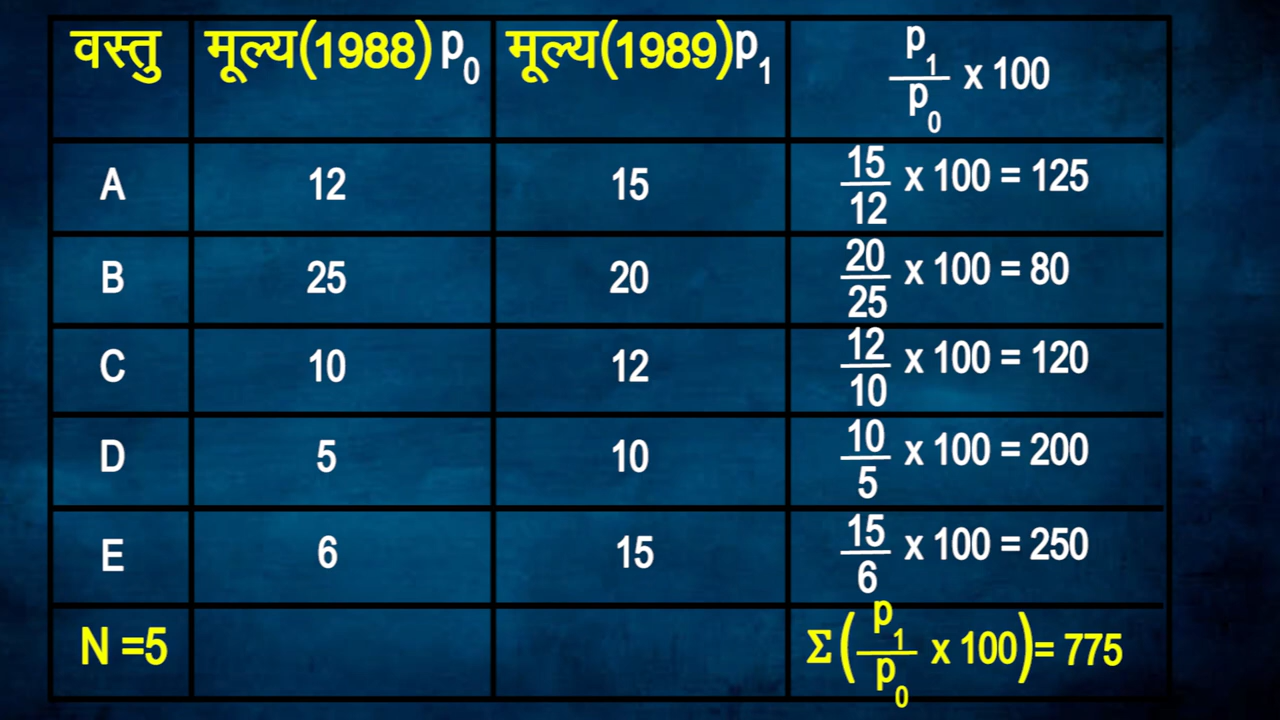 वस्तु मूल्य(1988) p₀ मूल्य(1989)p₁ p₁/p₀ x 100
A 12 15 15/12 x 100 = 125
B 25 20 20/25 x 100 = 80
C 10 12 12/10 x 100 = 120
D 5 10 10/5 x 100 = 200
E 6 15 15/6 x 100 = 250
N =5 Σ(p₁/p₀ x 100)= 775